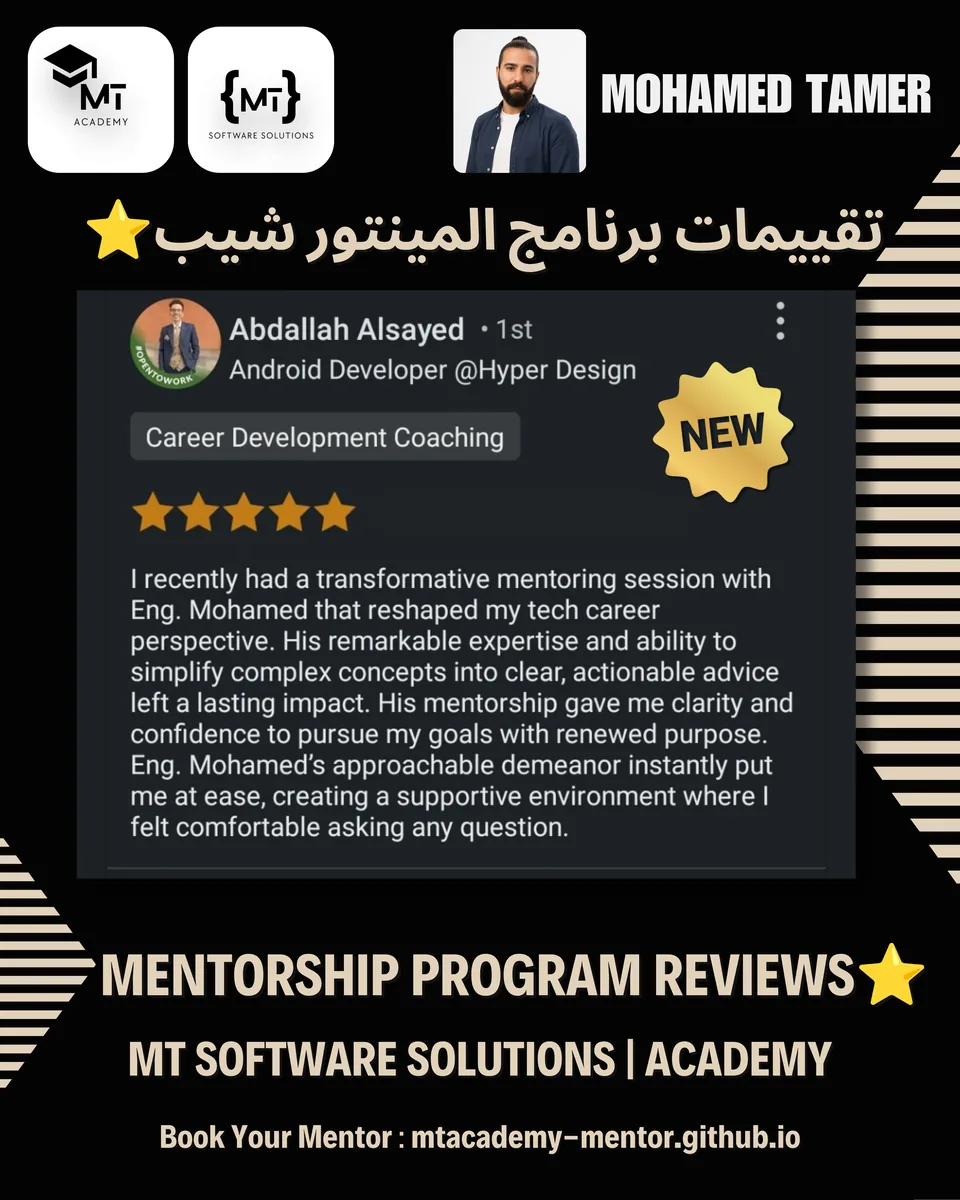 MT
ACADEMY
{MT}
SOFTWARE SOLUTIONS
MOHAMED TAMER
تقييمات برنامج المينتور شيب⭐
#OPENTOWORK
Abdallah Alsayed • 1st
Android Developer @Hyper Design
Career Development Coaching
NEW
I recently had a transformative mentoring session with
Eng. Mohamed that reshaped my tech career
perspective. His remarkable expertise and ability to
simplify complex concepts into clear, actionable advice
left a lasting impact. His mentorship gave me clarity and
confidence to pursue my goals with renewed purpose.
Eng. Mohamed’s approachable demeanor instantly put
me at ease, creating a supportive environment where I
felt comfortable asking any question.
MENTORSHIP PROGRAM REVIEWS⭐
MT SOFTWARE SOLUTIONS | ACADEMY
Book Your Mentor : mtacademy-mentor.github.io